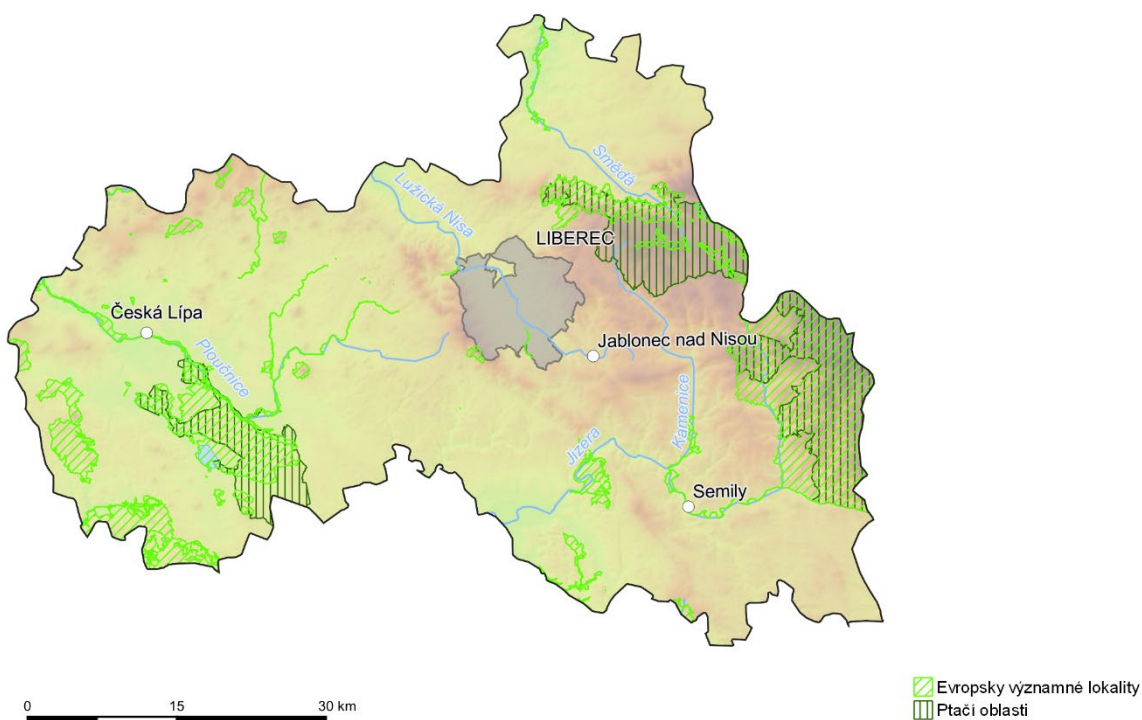 Smědá
Lužická Nisa
LIBEREC
Česká Lípa
Jablonec nad Nisou
Ploučnice
Kamenice
Jizera
Semily
0 15 30 km
Evropsky významné lokality
Ptačí oblasti